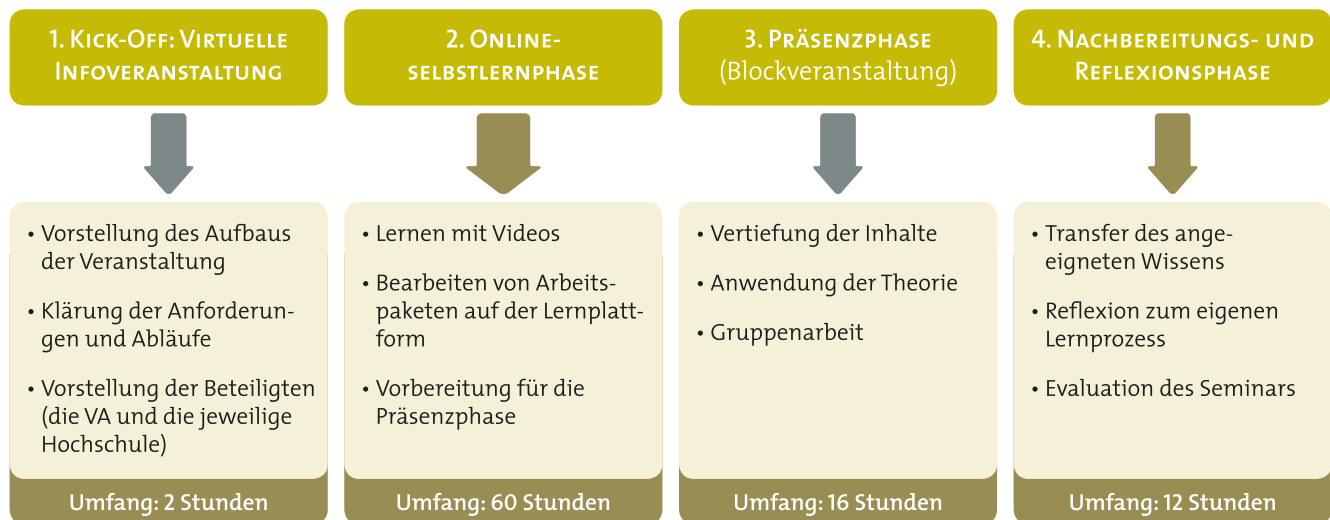 1. Kick-Off: Virtuelle
Infoveranstaltung
• Vorstellung des Aufbaus
der Veranstaltung
• Klärung der Anforderun-
gen und Abläufe
• Vorstellung der Beteiligten
(die VA und die jeweilige
Hochschule)
Umfang: 2 Stunden
2. Online-
selbstlernphase
• Lernen mit Videos
• Bearbeiten von Arbeits-
paketen auf der Lernplatt-
form
• Vorbereitung für die
Präsenzphase
Umfang: 60 Stunden
3. Präsenzphase
(Blockveranstaltung)
• Vertiefung der Inhalte
• Anwendung der Theorie
• Gruppenarbeit
Umfang: 16 Stunden
4. Nachbereitungs- und
Reflexionsphase
• Transfer des ange-
eigneten Wissens
• Reflexion zum eigenen
Lernprozess
• Evaluation des Seminars
Umfang: 12 Stunden